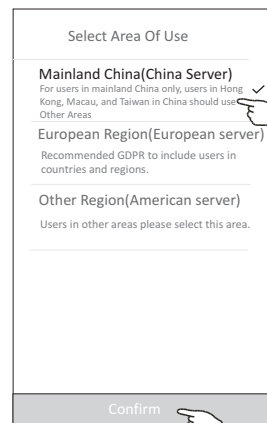 Select Area Of Use
Mainland China(China Server)
For users in mainland China only, users in Hong
Kong, Macau, and Taiwan in China should use
Other Areas
European Region(European server)
Recommended GDPR to include users in
countries and regions.
Other Region(American server)
Users in other areas please select this area.
Confirm